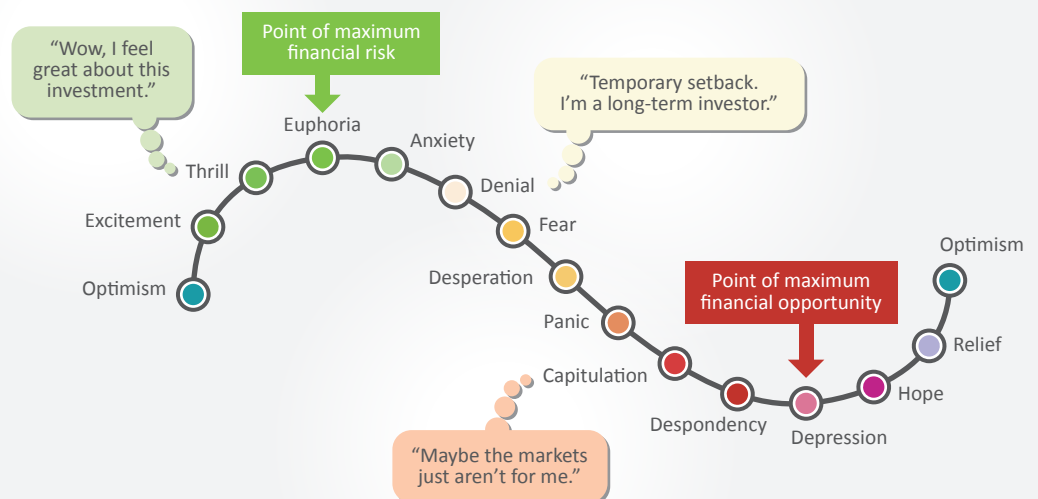 “Wow, I feel
great about this
investment.”
Point of maximum
financial risk
“Temporary setback.
I’m a long-term investor.”
Euphoria
Anxiety
Thrill
Denial
Excitement
Fear
Optimism
Desperation
Optimism
Point of maximum
financial opportunity
Panic
Relief
Capitulation
Hope
Despondency
Depression
“Maybe the markets
just aren’t for me.”